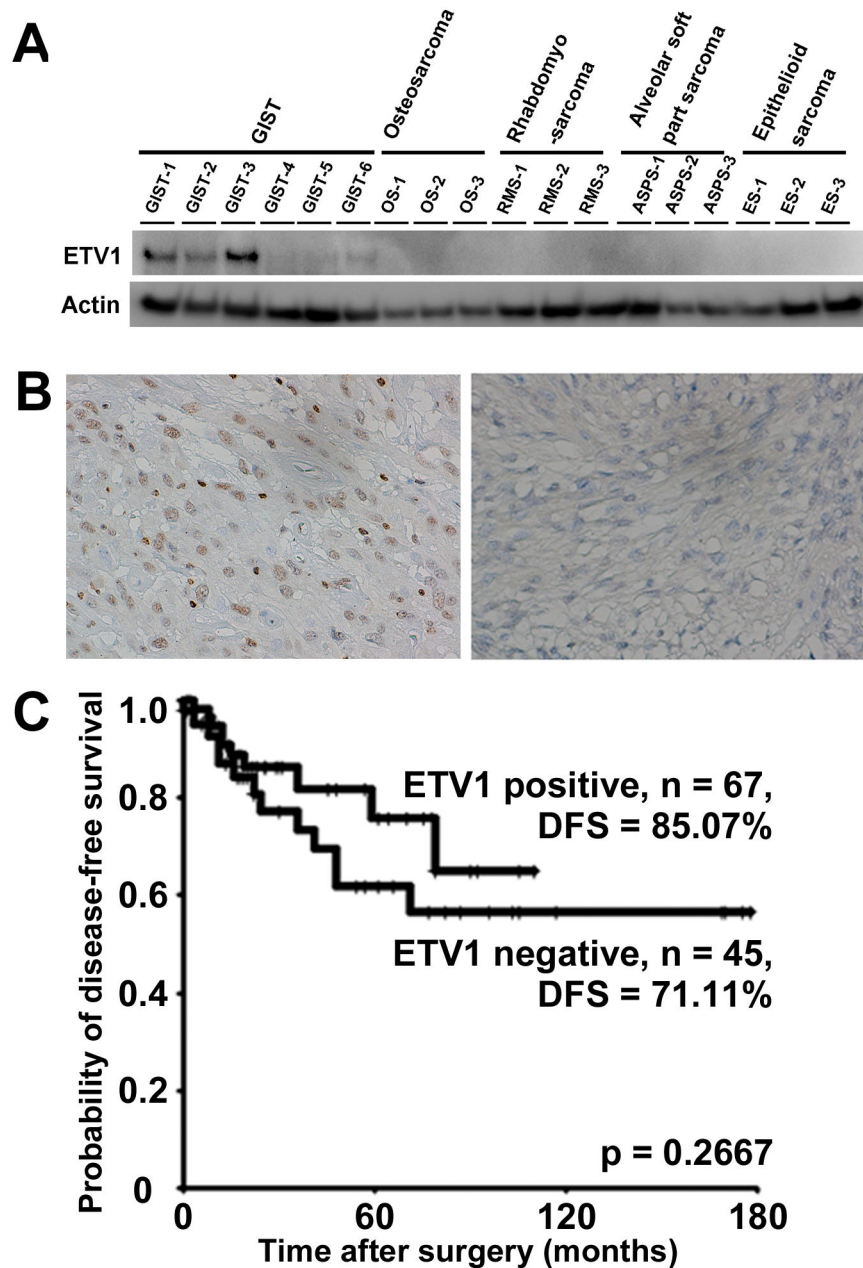 A
GIST
Osteosarcoma
Rhabdomyo
-sarcoma
Alveolar soft
part sarcoma
Epithelioid
sarcoma
GIST-1
GIST-2
GIST-3
GIST-4
GIST-5
GIST-6
OS-1
OS-2
OS-3
RMS-1
RMS-2
RMS-3
ASPS-1
ASPS-2
ASPS-3
ES-1
ES-2
ES-3
ETV1
Actin
B
C
Probability of disease-free survival
1.0
0.8
0.6
0.4
0.2
0
ETV1 positive, n = 67,
DFS = 85.07%
ETV1 negative, n = 45,
DFS = 71.11%
p = 0.2667
0
60
120
180
Time after surgery (months)